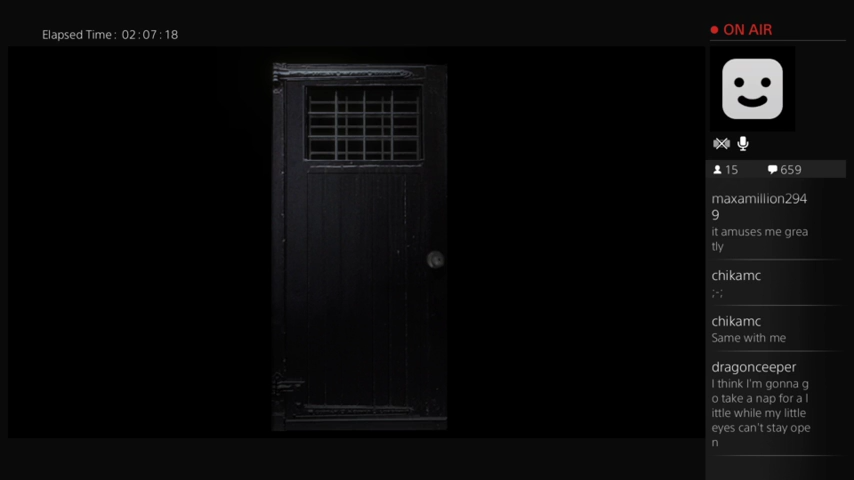 Elapsed Time: 02:07:18
ON AIR
15 659
maxamillion294
9
it amuses me grea
tly
chikamc
;-;
chikamc
Same with me
dragonceeper
I think I'm gonna g
o take a nap for a l
ittle while my little
eyes can't stay ope
n